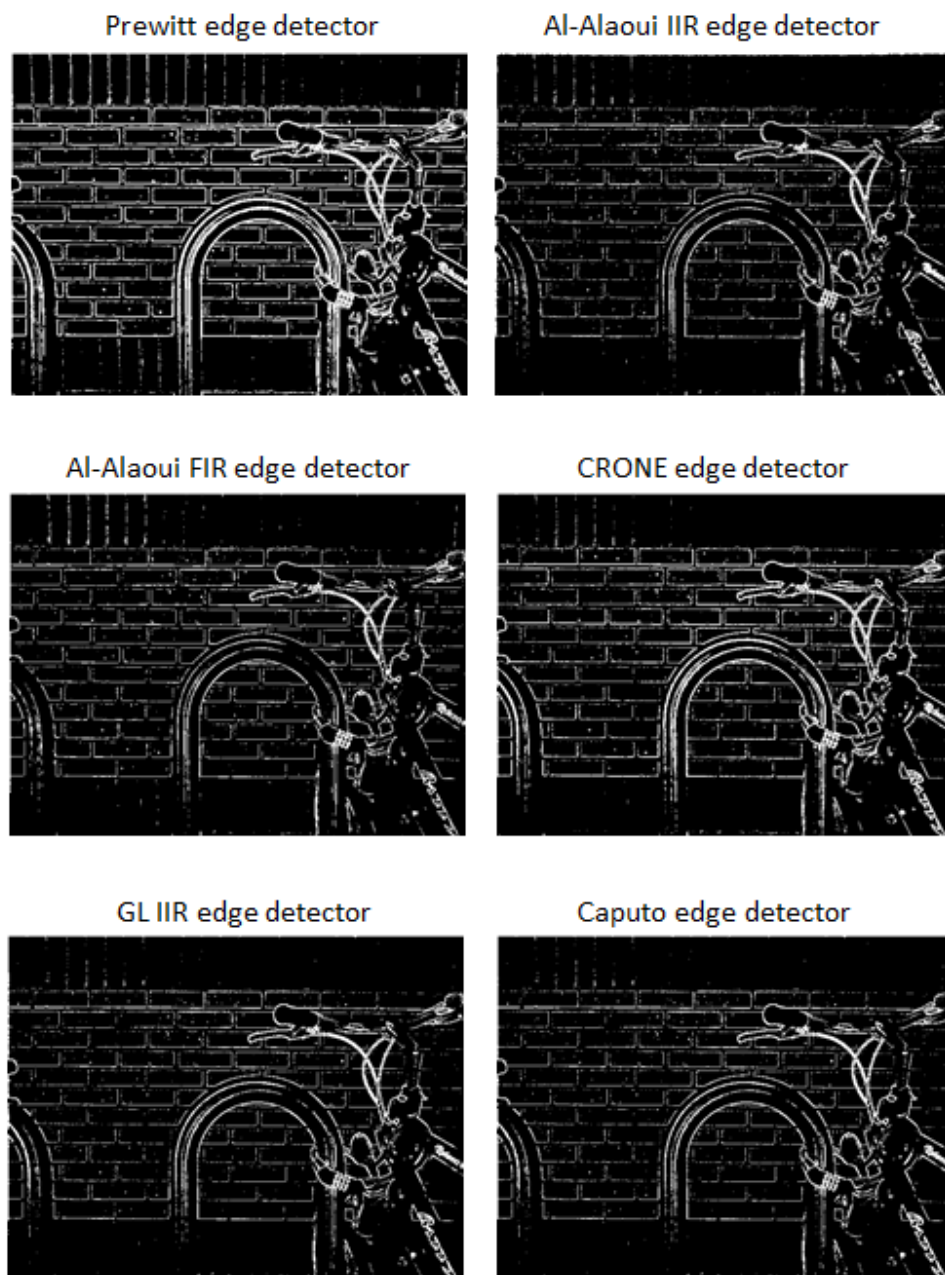 Prewitt edge detector
Al-Alaoui IIR edge detector
Al-Alaoui FIR edge detector
CRONE edge detector
GL IIR edge detector
Caputo edge detector